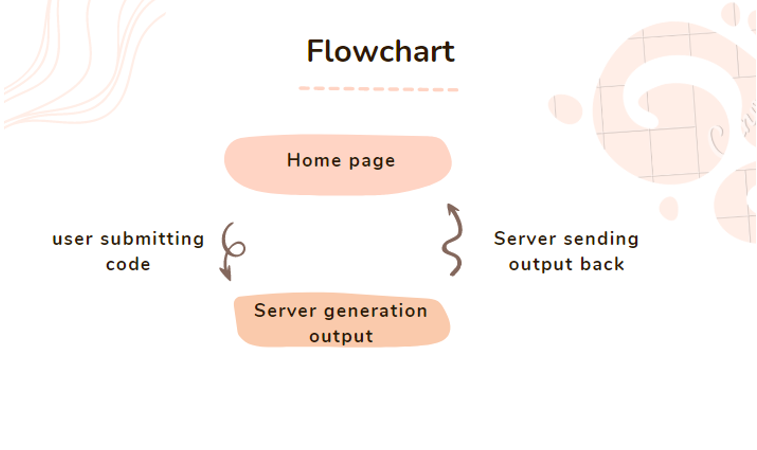 Flowchart
Home page
user submitting
code
Server sending
output back
Server generation
output